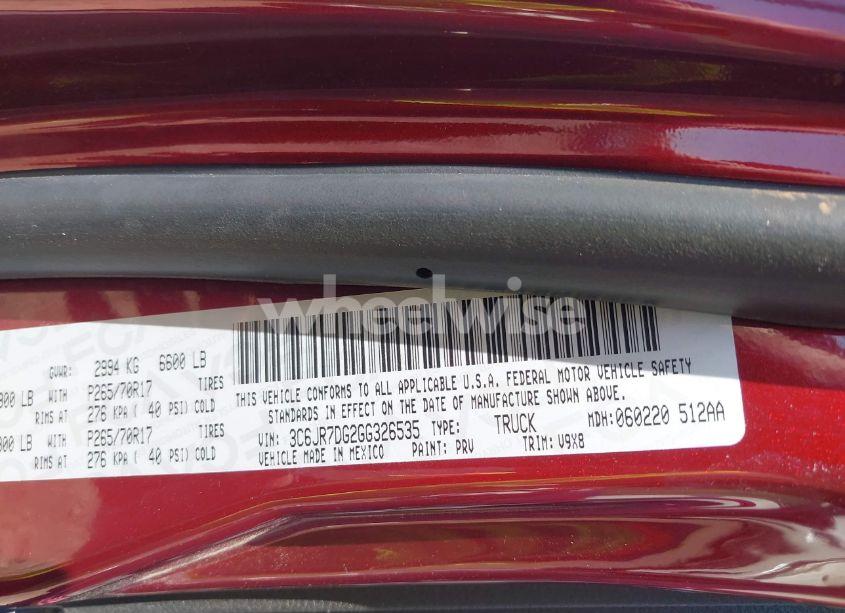 wheelwise
GVWR: 2994 KG 6600 LB
900 LB WITH P265/70R17 TIRES
RIMS AT 276 KPA ( 40 PSI) COLD
900 LB WITH P265/70R17 TIRES
RIMS AT 276 KPA ( 40 PSI) COLD
THIS VEHICLE CONFORMS TO ALL APPLICABLE U.S.A. FEDERAL MOTOR VEHICLE SAFETY
STANDARDS IN EFFECT ON THE DATE OF MANUFACTURE SHOWN ABOVE.
VIN: 3C6JR7DG2GG326535 TYPE: TRUCK MDH: 060220 512AA
VEHICLE MADE IN MEXICO PAINT: PRV TRIM: V9X8